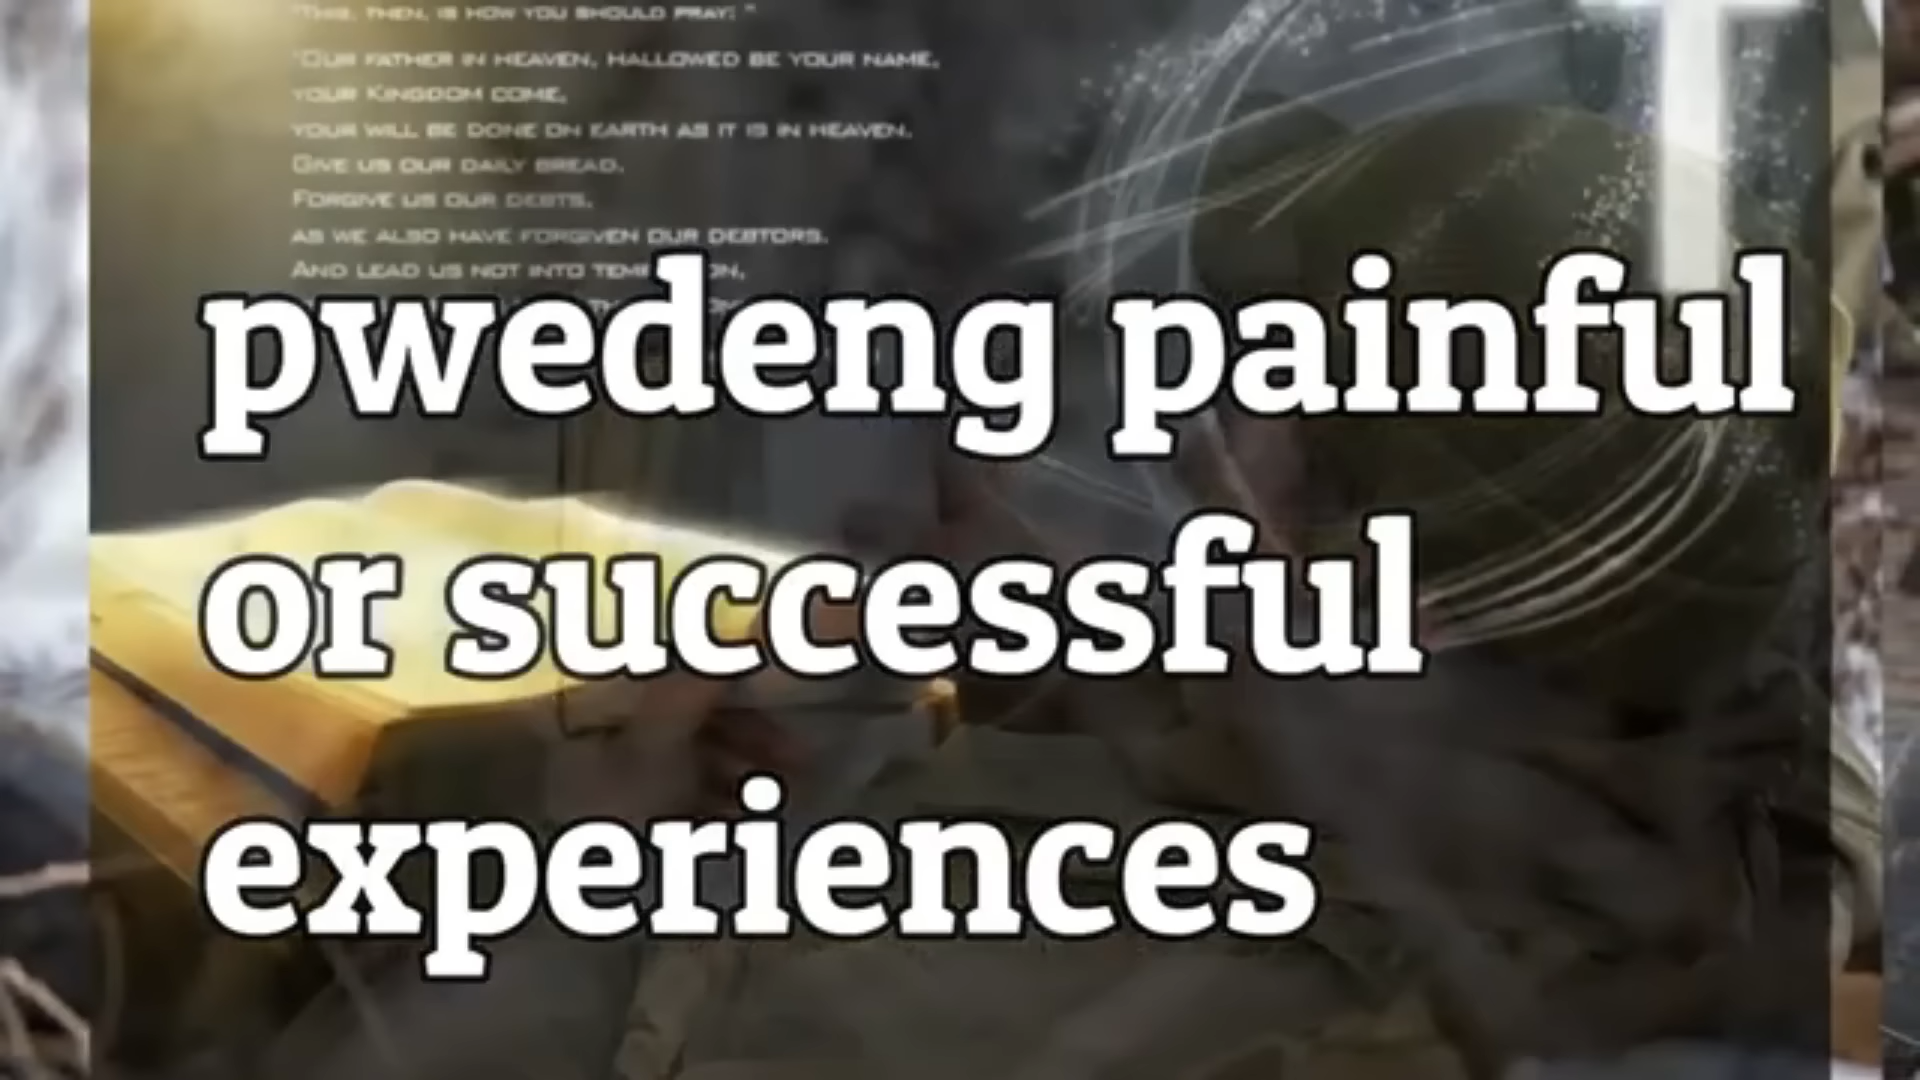 "THIS, THEN, IS HOW YOU SHOULD PRAY: "
"OUR FATHER IN HEAVEN, HALLOWED BE YOUR NAME,
YOUR KINGDOM COME,
YOUR WILL BE DONE ON EARTH AS IT IS IN HEAVEN.
GIVE US OUR DAILY BREAD.
FORGIVE US OUR DEBTS,
AS WE ALSO HAVE FORGIVEN OUR DEBTORS.
AND LEAD US NOT INTO
pwedeng painful
or successful
experiences